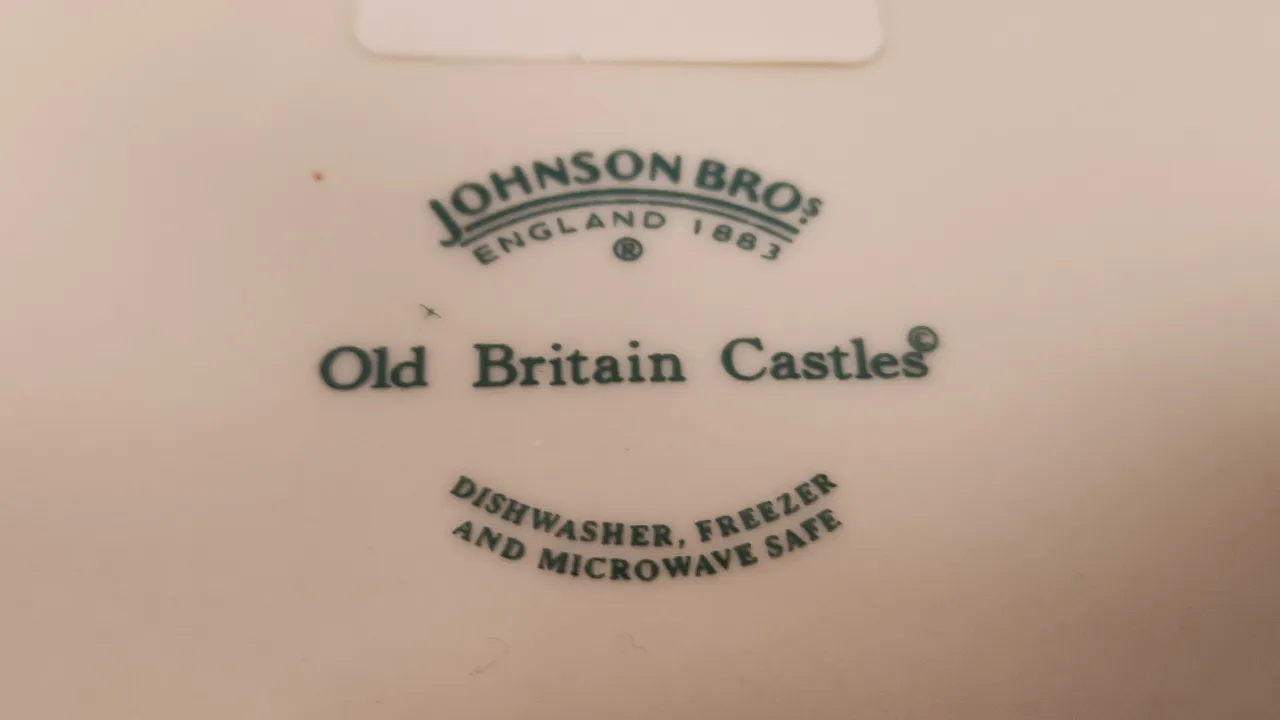 JOHNSON BROS.
ENGLAND 1883
®
Old Britain Castles©
DISHWASHER, FREEZER
AND MICROWAVE SAFE